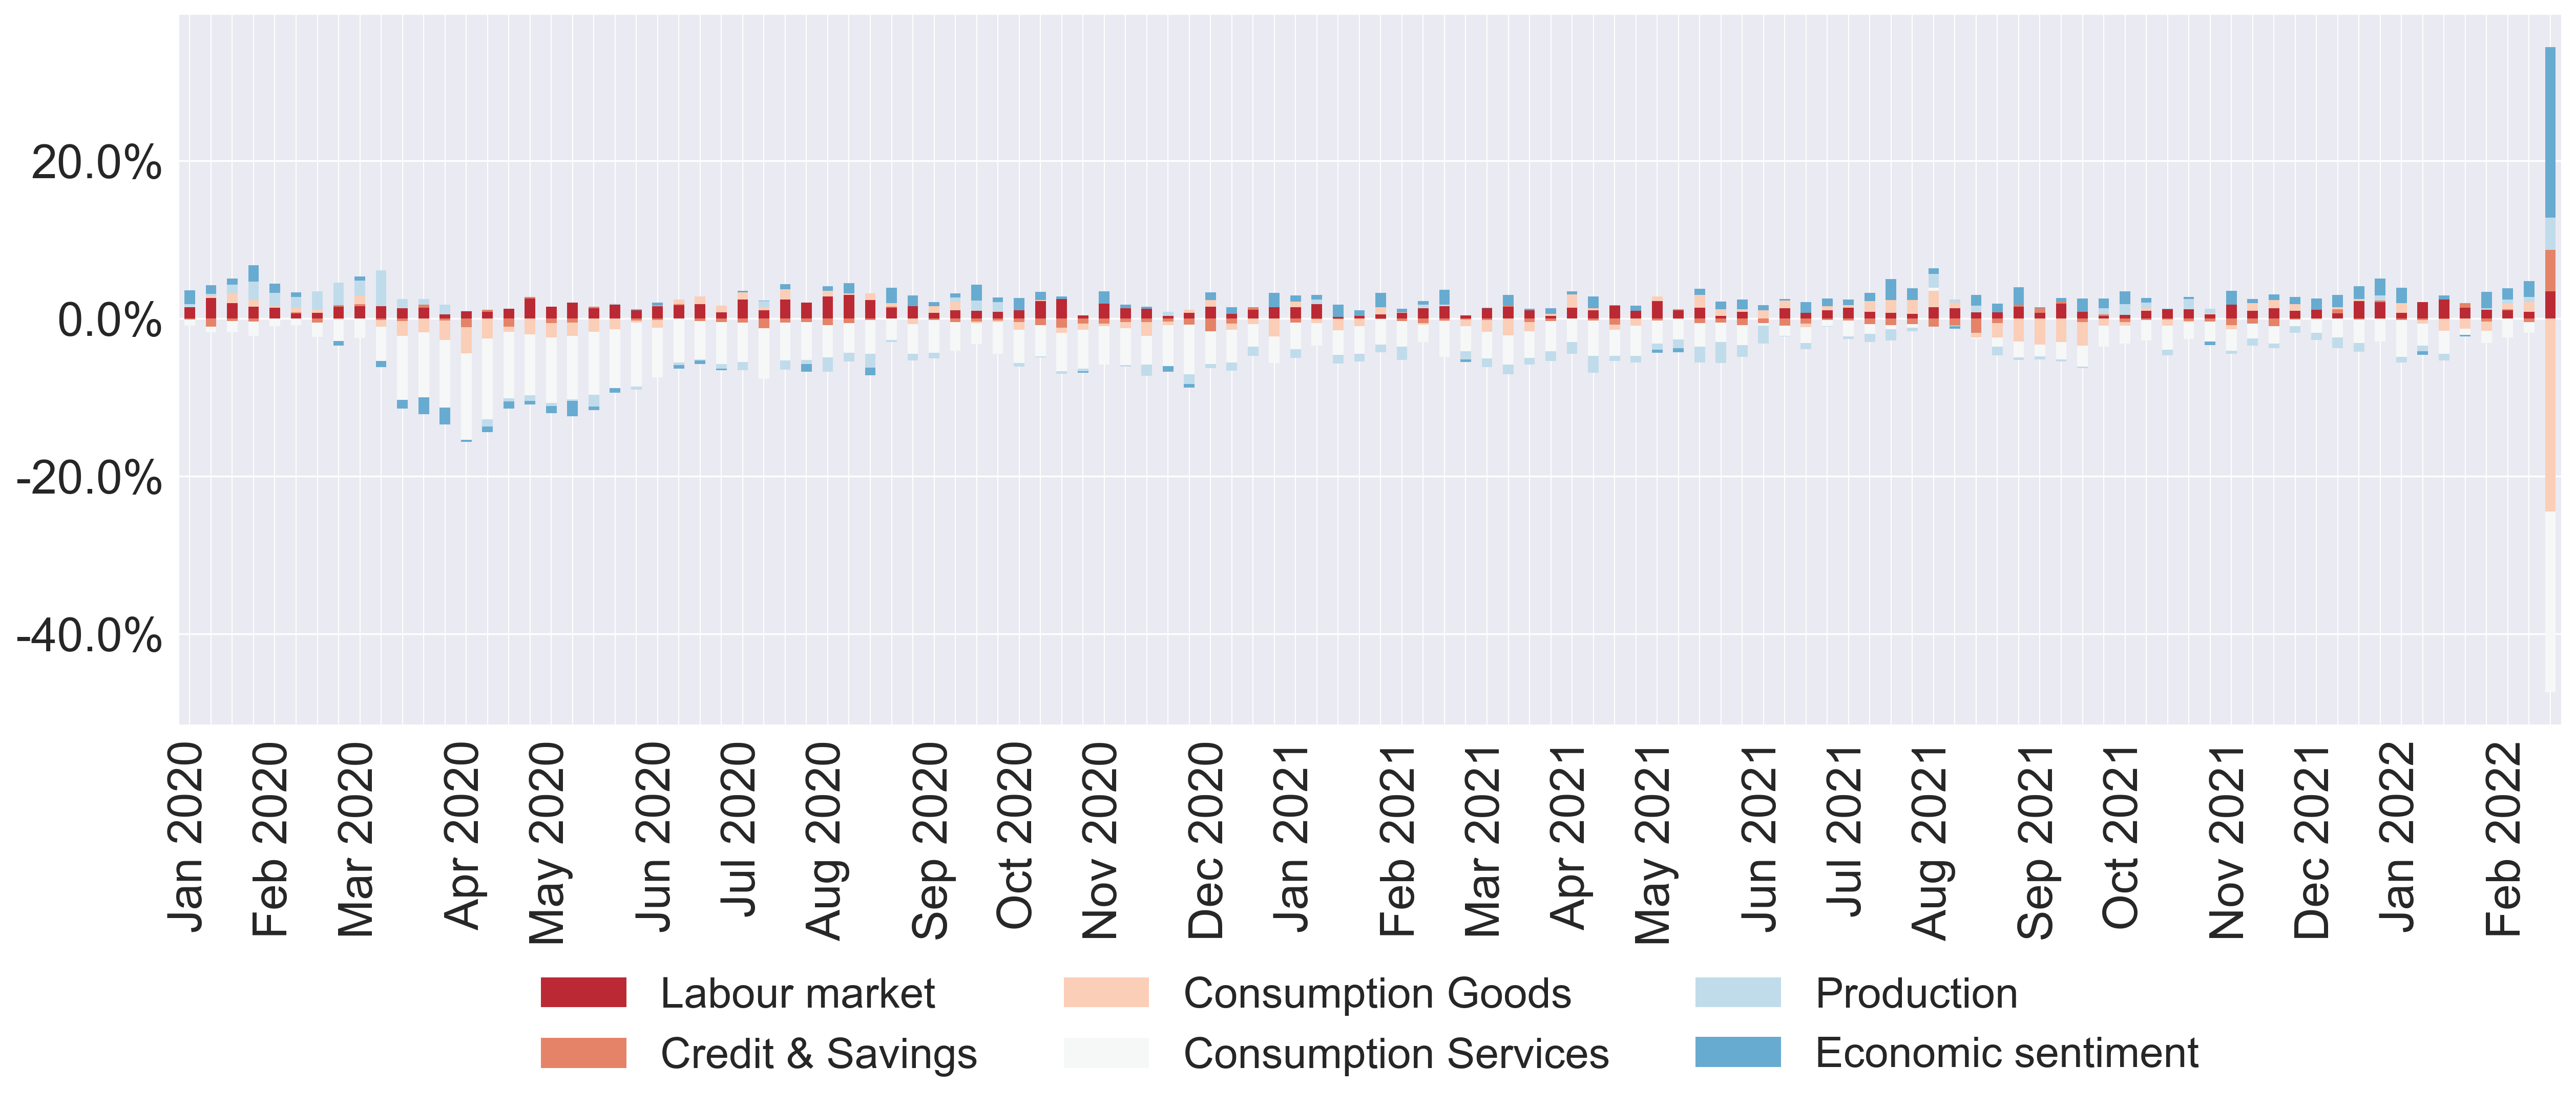 20.0%
0.0%
-20.0%
-40.0%
Jan 2020
Feb 2020
Mar 2020
Apr 2020
May 2020
Jun 2020
Jul 2020
Aug 2020
Sep 2020
Oct 2020
Nov 2020
Dec 2020
Jan 2021
Feb 2021
Mar 2021
Apr 2021
May 2021
Jun 2021
Jul 2021
Aug 2021
Sep 2021
Oct 2021
Nov 2021
Dec 2021
Jan 2022
Feb 2022
Labour market
Consumption Goods
Production
Credit & Savings
Consumption Services
Economic sentiment